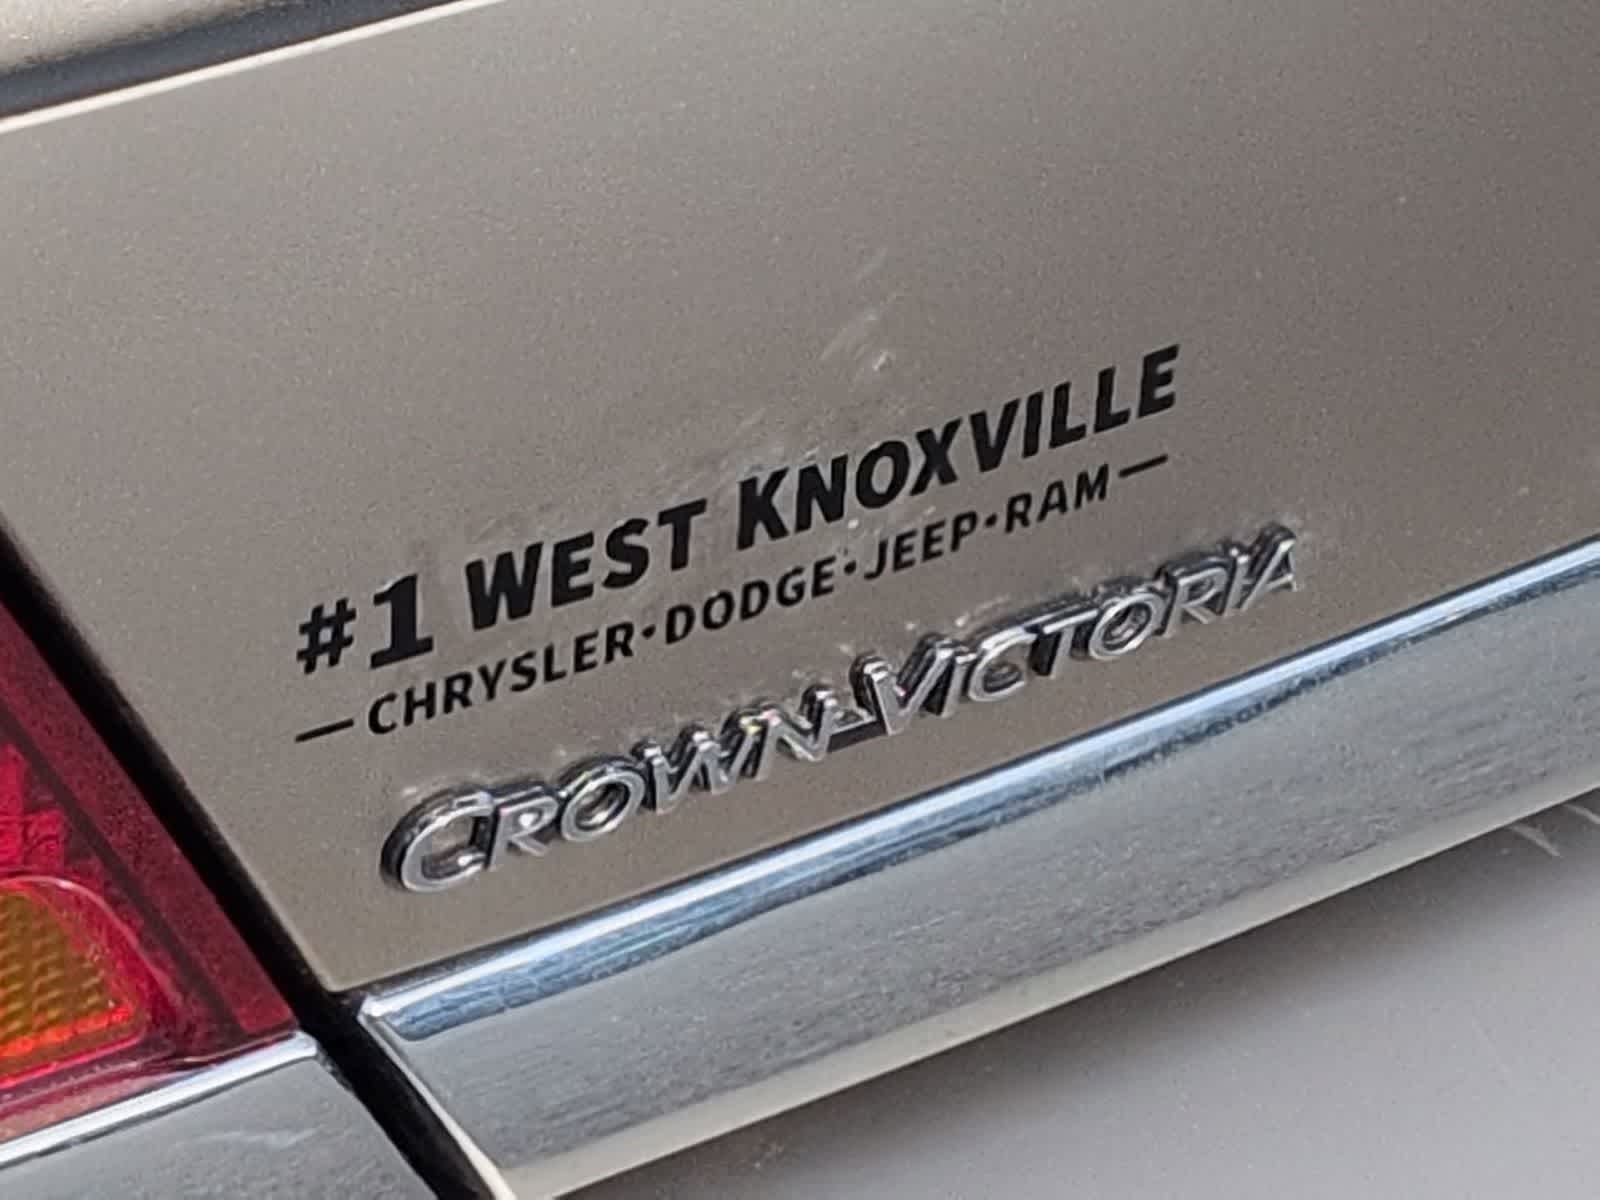 #1 WEST KNOXVILLE
—CHRYSLER•DODGE•JEEP•RAM—
CROWN VICTORIA